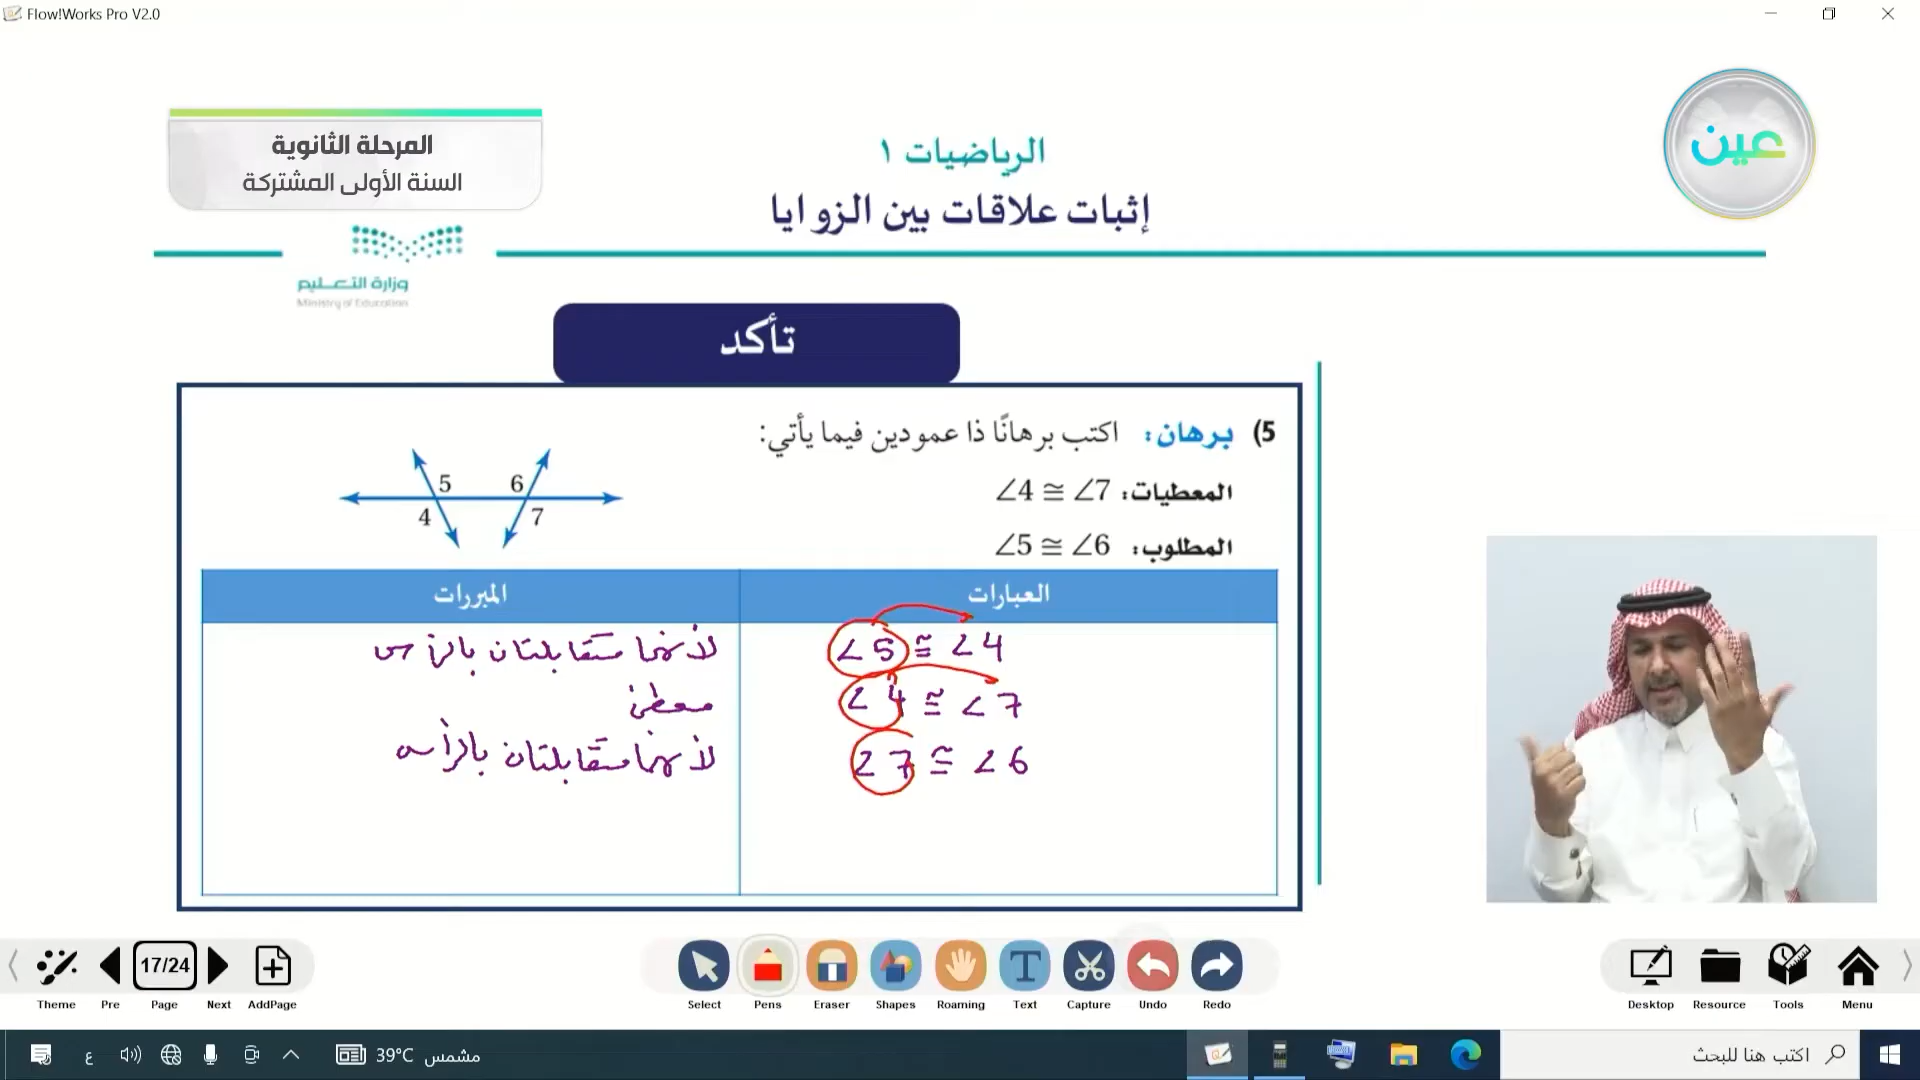 Flow!Works Pro V2.0
المرحلة الثانوية
السنة الأولى المشتركة
الرياضيات ١
إثبات علاقات بين الزوايا
عين
وزارة التعليم
Ministry of Education
تأكد
5) برهان: اكتب برهانًا ذا عمودين فيما يأتي:
المعطيات: ∠4 ≅ ∠7
المطلوب: ∠5 ≅ ∠6
5 6
4 7
العبارات المبررات
∠5 ≅ ∠4 لأنهما متقابلتان بالرأس
∠4 ≅ ∠7 معطى
∠7 ≅ ∠6 لأنهما متقابلتان بالرأس
17/24
Theme Pre Page Next AddPage Select Pens Eraser Shapes Roaming Text Capture Undo Redo Desktop Resource Tools Menu
ع 39°C مشمس اكتب هنا للبحث